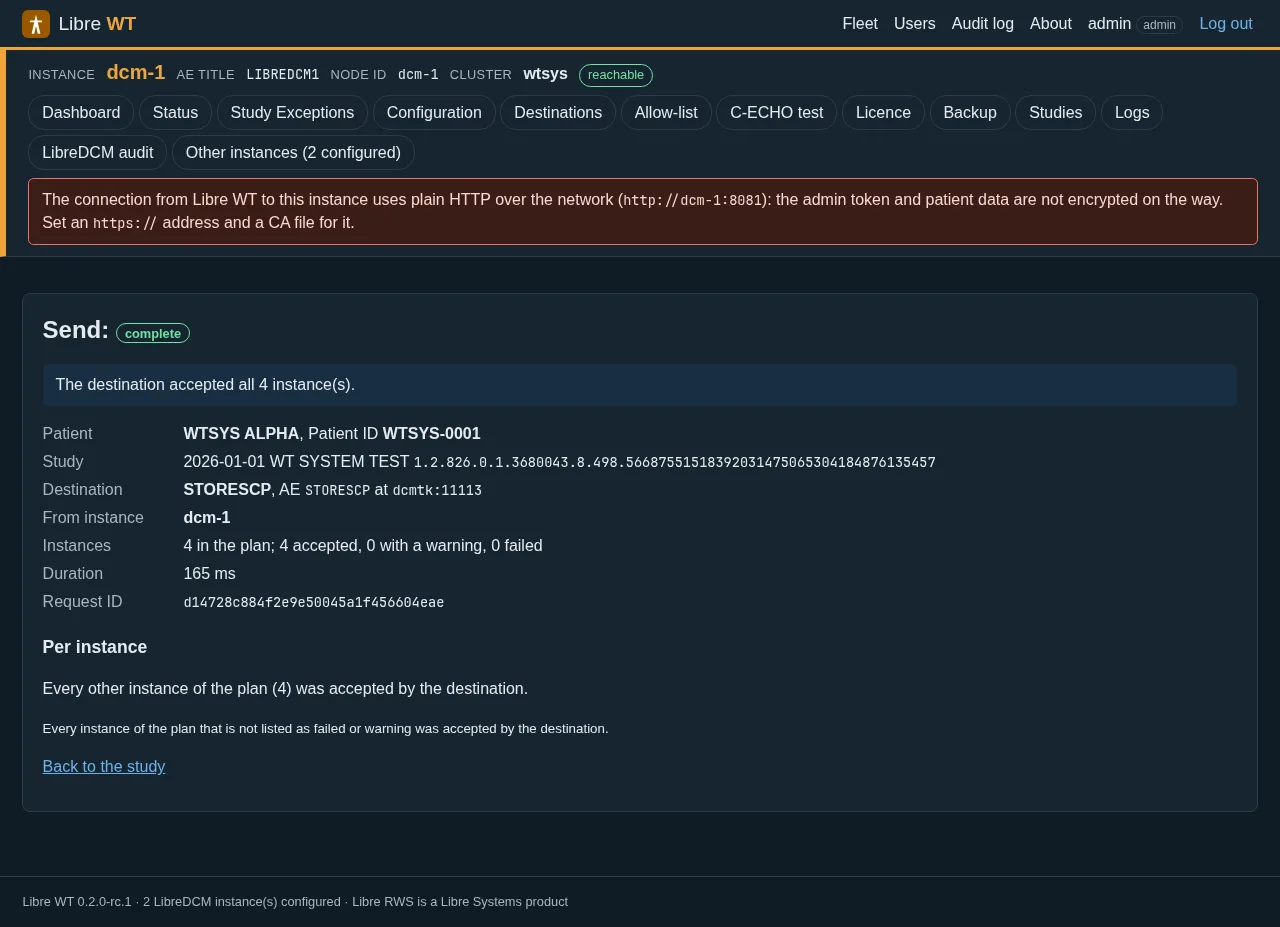 Libre WT
Fleet Users Audit log About admin admin Log out
INSTANCE dcm-1 AE TITLE LIBREDCM1 NODE ID dcm-1 CLUSTER wtsys reachable
Dashboard Status Study Exceptions Configuration Destinations Allow-list C-ECHO test Licence Backup Studies Logs
LibreDCM audit Other instances (2 configured)
The connection from Libre WT to this instance uses plain HTTP over the network (http://dcm-1:8081): the admin token and patient data are not encrypted on the way.
Set an https:// address and a CA file for it.
Send: complete
The destination accepted all 4 instance(s).
Patient WTSYS ALPHA, Patient ID WTSYS-0001
Study 2026-01-01 WT SYSTEM TEST 1.2.826.0.1.3680043.8.498.56687551518392031475065304184876135457
Destination STORESCP, AE STORESCP at dcmtk:11113
From instance dcm-1
Instances 4 in the plan; 4 accepted, 0 with a warning, 0 failed
Duration 165 ms
Request ID d14728c884f2e9e50045a1f456604eae
Per instance
Every other instance of the plan (4) was accepted by the destination.
Every instance of the plan that is not listed as failed or warning was accepted by the destination.
Back to the study
Libre WT 0.2.0-rc.1 · 2 LibreDCM instance(s) configured · Libre RWS is a Libre Systems product